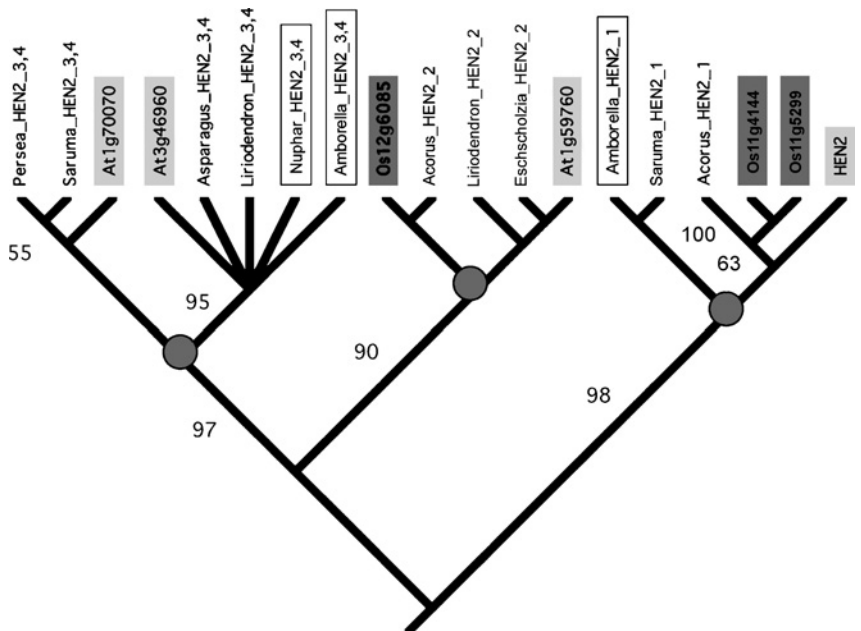 Persea_HEN2_3,4
Saruma_HEN2_3,4
At1g70070
At3g46960
Asparagus_HEN2_3,4
Liriodendron_HEN2_3,4
Nuphar_HEN2_3,4
Amborella_HEN2_3,4
Os12g6085
Acorus_HEN2_2
Liriodendron_HEN2_2
Eschscholzia_HEN2_2
At1g59760
Amborella_HEN2_1
Saruma_HEN2_1
Acorus_HEN2_1
Os11g4144
Os11g5299
HEN2
55
95
90
100
63
98
97